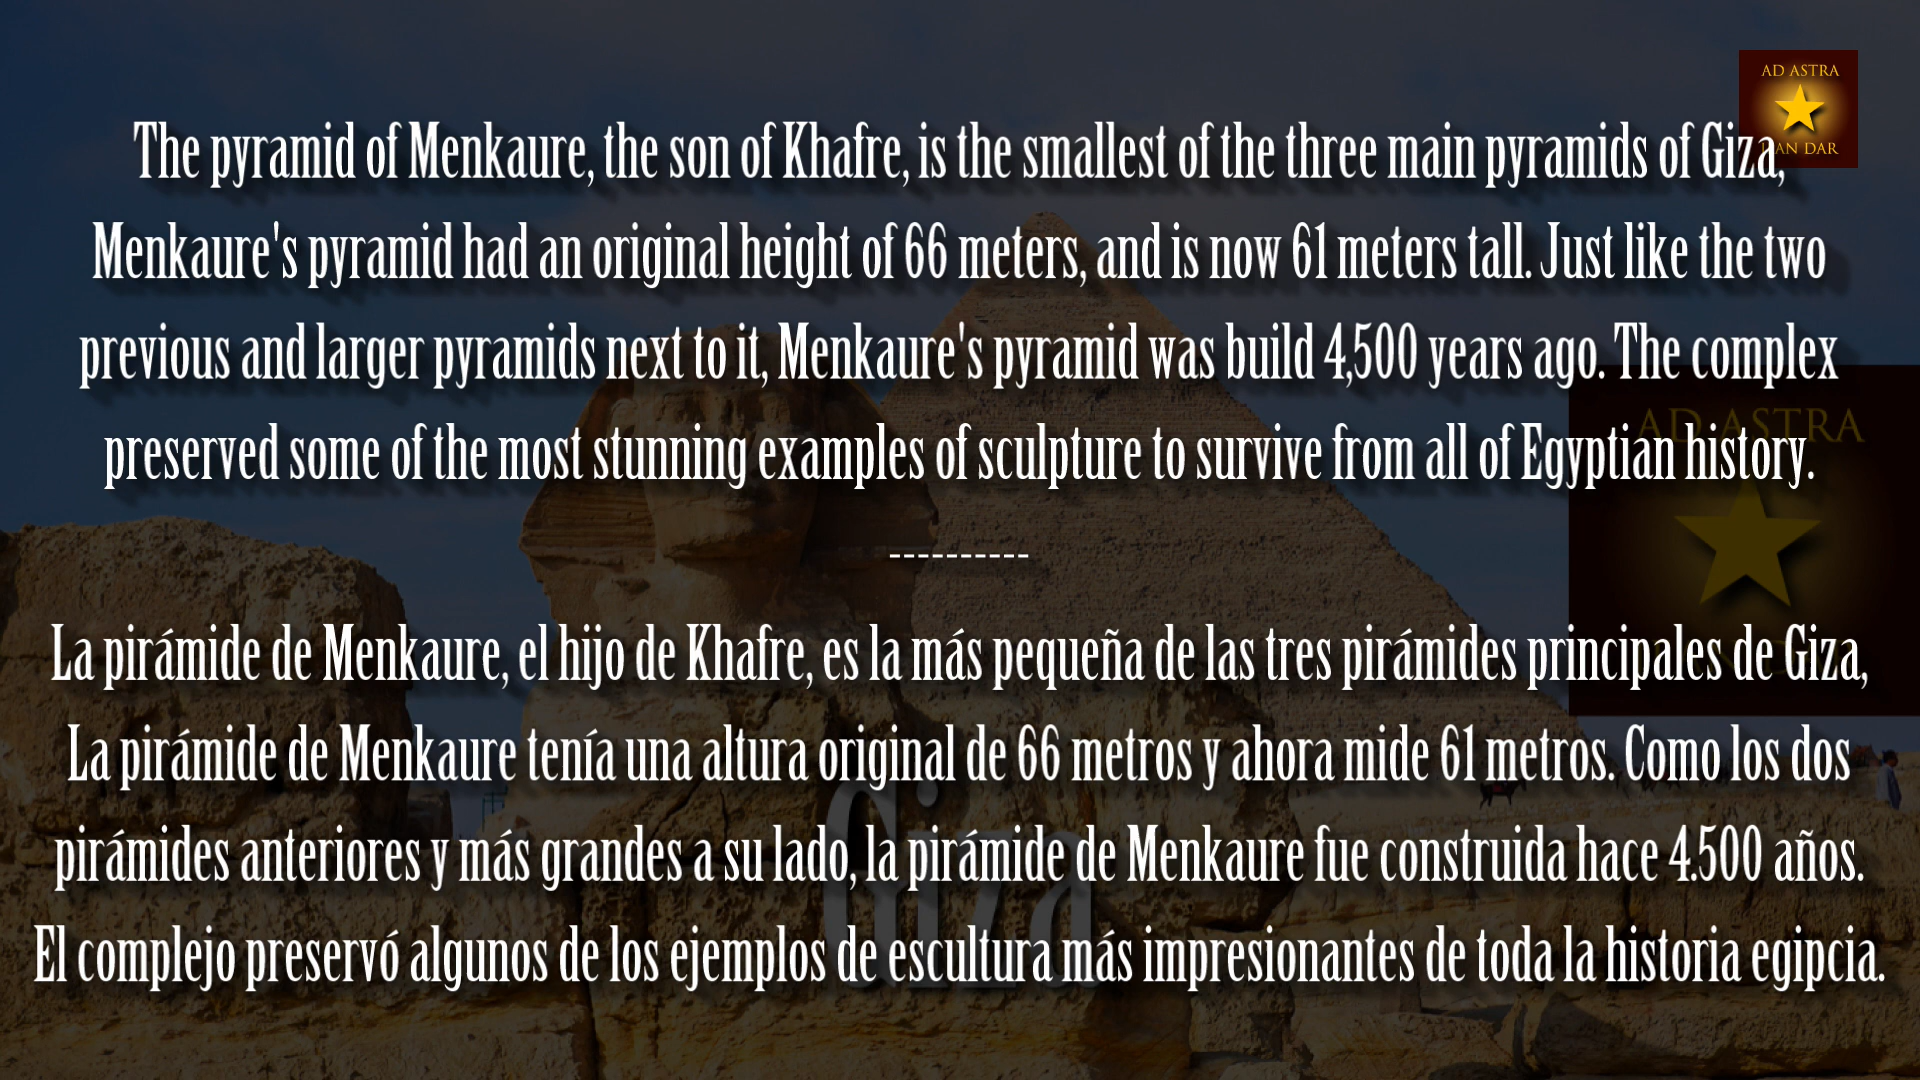 AD ASTRA
The pyramid of Menkaure, the son of Khafre, is the smallest of the three main pyramids of Giza,
DAR
Menkaure's pyramid had an original height of 66 meters, and is now 61 meters tall. Just like the two
previous and larger pyramids next to it, Menkaure's pyramid was build 4,500 years ago. The complex
AD ASTRA
preserved some of the most stunning examples of sculpture to survive from all of Egyptian history.
----------
La pirámide de Menkaure, el hijo de Khafre, es la más pequeña de las tres pirámides principales de Giza,
La pirámide de Menkaure tenía una altura original de 66 metros y ahora mide 61 metros. Como los dos
pirámides anteriores y más grandes a su lado, la pirámide de Menkaure fue construida hace 4.500 años.
Giza
El complejo preservó algunos de los ejemplos de escultura más impresionantes de toda la historia egipcia.